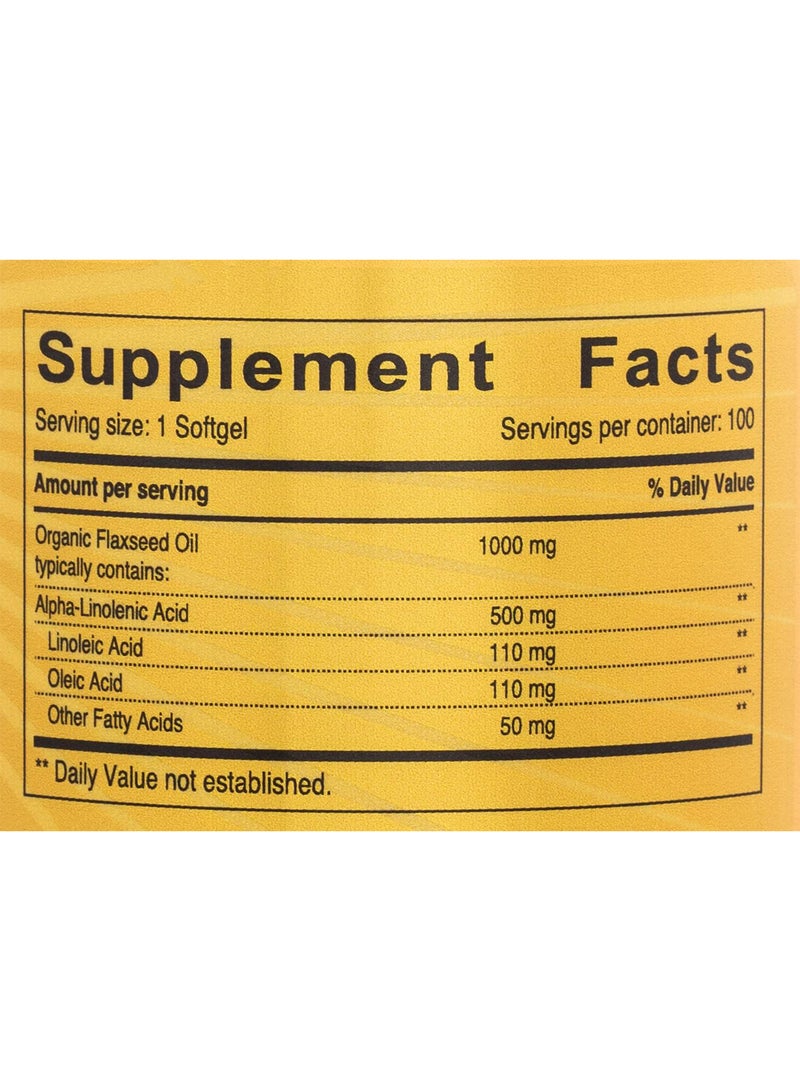 Supplement Facts
Serving size: 1 Softgel Servings per container: 100
Amount per serving % Daily Value
Organic Flaxseed Oil 1000 mg **
typically contains:
Alpha-Linolenic Acid 500 mg **
Linoleic Acid 110 mg **
Oleic Acid 110 mg **
Other Fatty Acids 50 mg **
** Daily Value not established.